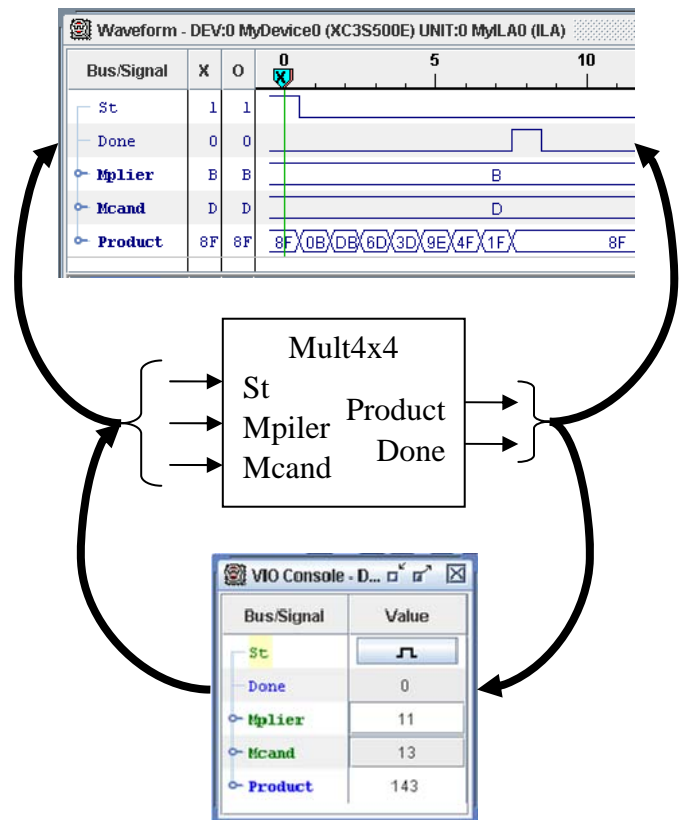 Waveform - DEV:0 MyDevice0 (XC3S500E) UNIT:0 MyILA0 (ILA)
Bus/Signal X O 0 5 10
X
St 1 1
Done 0 0
Mplier B B B
Mcand D D D
Product 8F 8F 8F 0B DB 6D 3D 9E 4F 1F 8F
Mult4x4
St
Mpiler
Mcand
Product
Done
VIO Console - D...
Bus/Signal Value
St
Done 0
Mplier 11
Mcand 13
Product 143